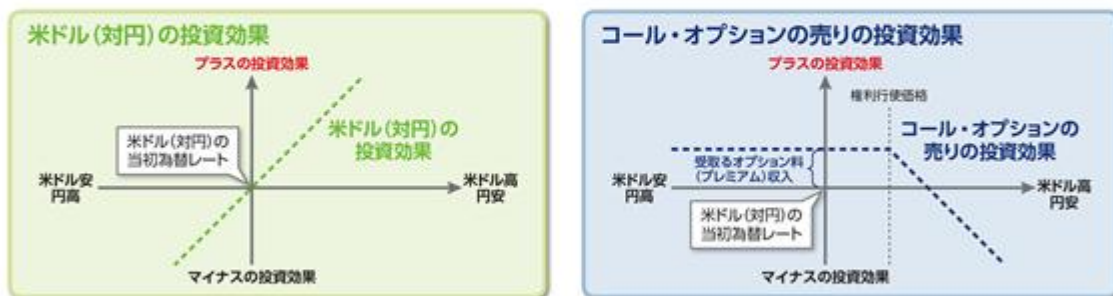 米ドル(対円)の投資効果
プラスの投資効果
米ドル(対円)の
当初為替レート
米ドル(対円)の
投資効果
米ドル安
円高
米ドル高
円安
マイナスの投資効果
コール・オプションの売りの投資効果
プラスの投資効果
権利行使価格
コール・オプションの
売りの投資効果
受取るオプション料
(プレミアム)収入
米ドル安
円高
米ドル高
円安
米ドル(対円)の
当初為替レート
マイナスの投資効果